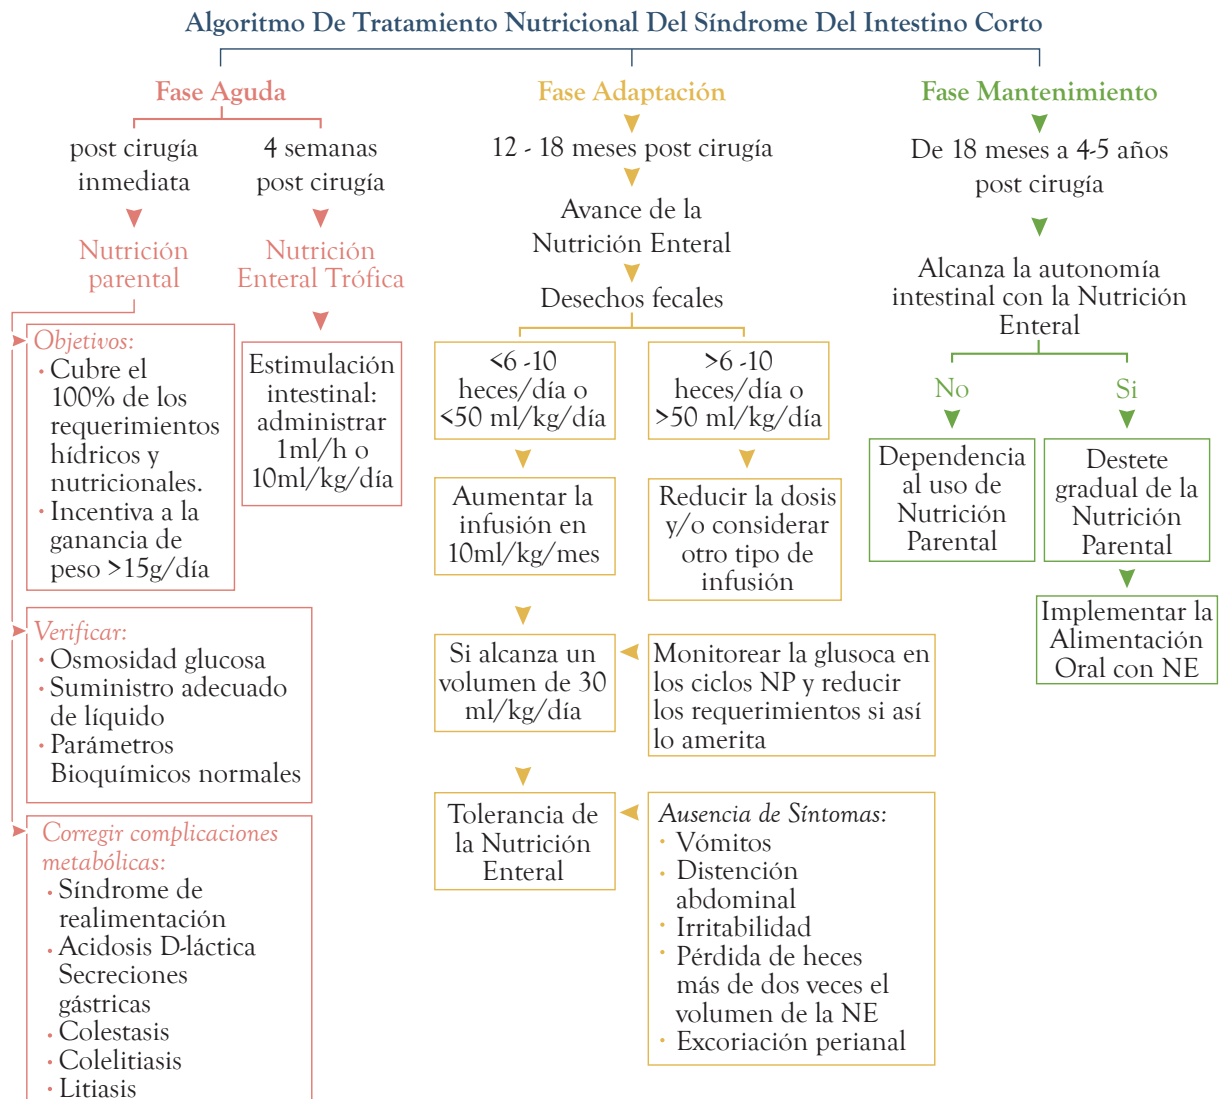 Algoritmo De Tratamiento Nutricional Del Síndrome Del Intestino Corto
Fase Aguda
post cirugía
inmediata
4 semanas
post cirugía
Nutrición
parental
Nutrición
Enteral Trófica
Objetivos:
· Cubre el
100% de los
requerimientos
hídricos y
nutricionales.
· Incentiva a la
ganancia de
peso >15g/día
Estimulación
intestinal:
administrar
1ml/h o
10ml/kg/día
Verificar:
· Osmosidad glucosa
· Suministro adecuado
de líquido
· Parámetros
Bioquímicos normales
Corregir complicaciones
metabólicas:
· Síndrome de
realimentación
· Acidosis D-láctica
Secreciones
gástricas
· Colestasis
· Colelitiasis
· Litiasis
Fase Adaptación
12 - 18 meses post cirugía
Avance de la
Nutrición Enteral
Desechos fecales
<6 -10
heces/día o
<50 ml/kg/día
>6 -10
heces/día o
>50 ml/kg/día
Aumentar la
infusión en
10ml/kg/mes
Reducir la dosis
y/o considerar
otro tipo de
infusión
Si alcanza un
volumen de 30
ml/kg/día
Monitorear la glusoca en
los ciclos NP y reducir
los requerimientos si así
lo amerita
Tolerancia de
la Nutrición
Enteral
Ausencia de Síntomas:
· Vómitos
· Distención
abdominal
· Irritabilidad
· Pérdida de heces
más de dos veces el
volumen de la NE
· Excoriación perianal
Fase Mantenimiento
De 18 meses a 4-5 años
post cirugía
Alcanza la autonomía
intestinal con la Nutrición
Enteral
No
Si
Dependencia
al uso de
Nutrición
Parental
Destete
gradual de la
Nutrición
Parental
Implementar la
Alimentación
Oral con NE